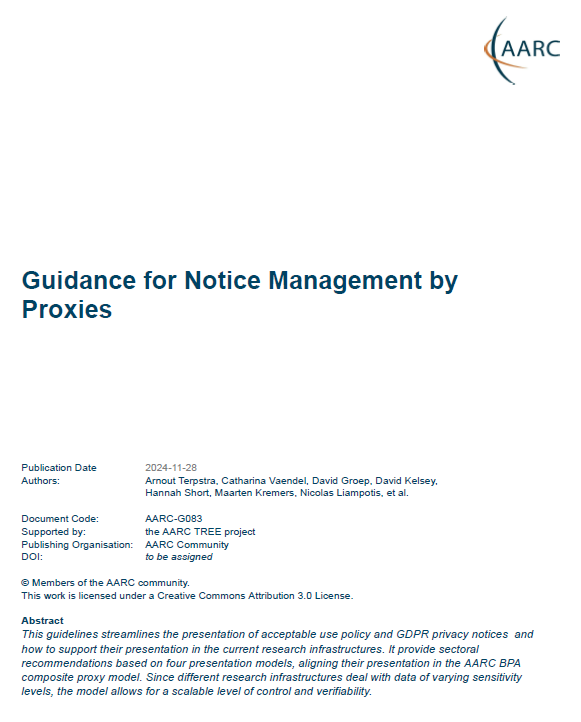 AARC
Guidance for Notice Management by
Proxies
Publication Date 2024-11-28
Authors: Arnout Terpstra, Catharina Vaendel, David Groep, David Kelsey,
Hannah Short, Maarten Kremers, Nicolas Liampotis, et al.
Document Code: AARC-G083
Supported by: the AARC TREE project
Publishing Organisation: AARC Community
DOI: to be assigned
© Members of the AARC community.
This work is licensed under a Creative Commons Attribution 3.0 License.
Abstract
This guidelines streamlines the presentation of acceptable use policy and GDPR privacy notices and
how to support their presentation in the current research infrastructures. It provide sectoral
recommendations based on four presentation models, aligning their presentation in the AARC BPA
composite proxy model. Since different research infrastructures deal with data of varying sensitivity
levels, the model allows for a scalable level of control and verifiability.